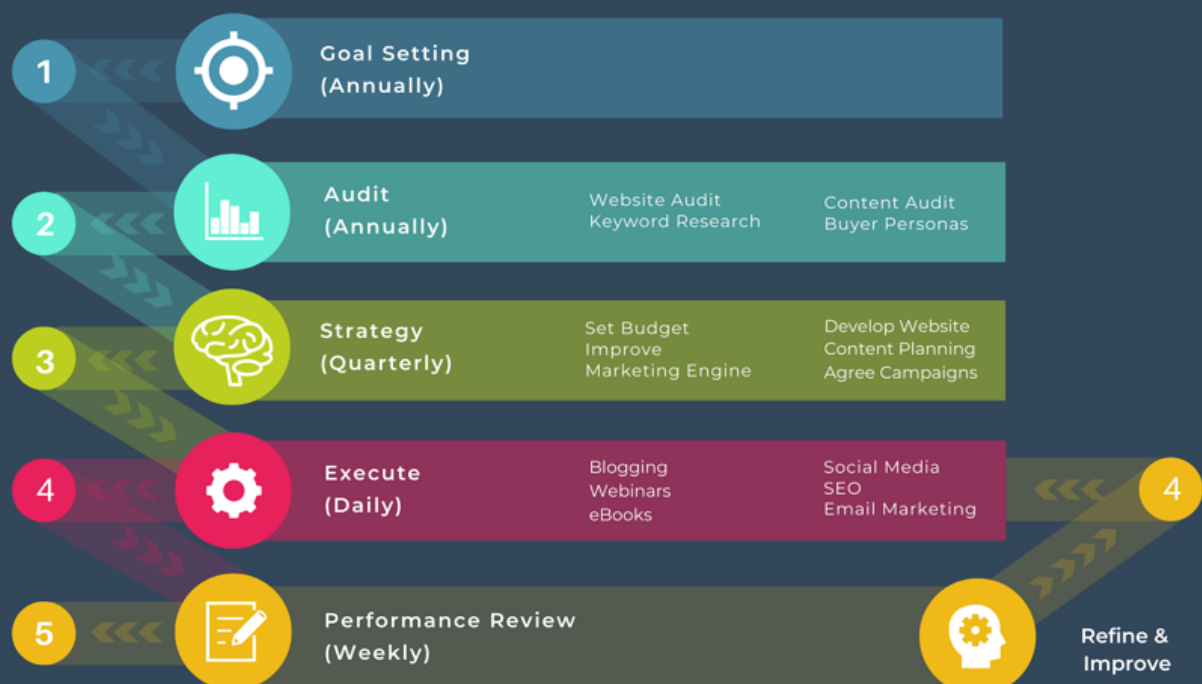 1
Goal Setting
(Annually)
2
Audit
(Annually)
Website Audit
Keyword Research
Content Audit
Buyer Personas
3
Strategy
(Quarterly)
Set Budget
Improve
Marketing Engine
Develop Website
Content Planning
Agree Campaigns
4
Execute
(Daily)
Blogging
Webinars
eBooks
Social Media
SEO
Email Marketing
4
5
Performance Review
(Weekly)
Refine &
Improve